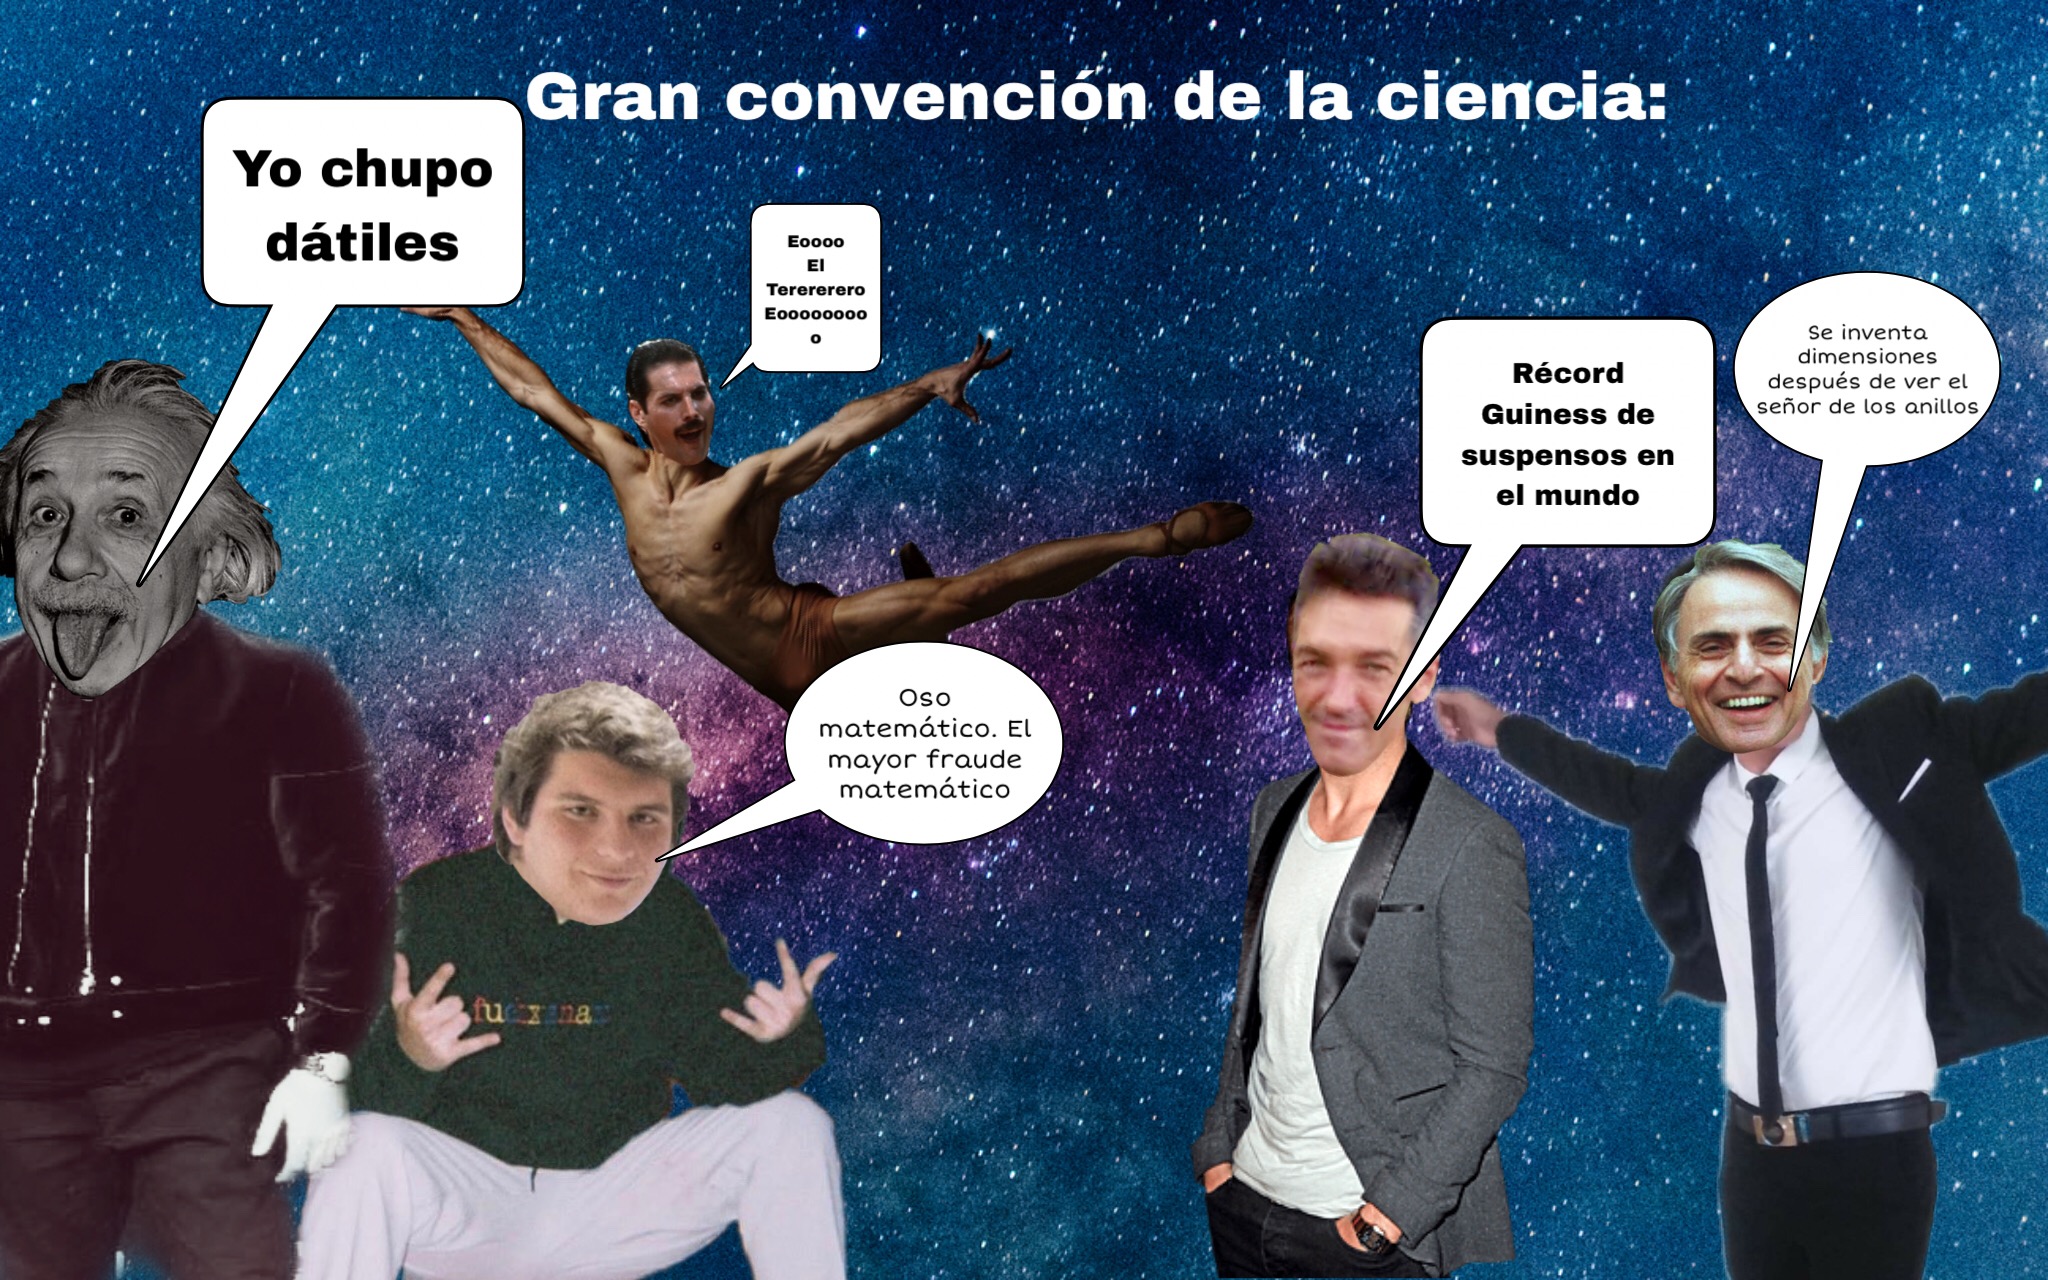 Gran convención de la ciencia:
Yo chupo
dátiles
Eoooo
El
Terererero
Eoooooooo
o
Récord
Guiness de
suspensos en
el mundo
Se inventa
dimensiones
después de ver el
señor de los anillos
Oso
matemático. El
mayor fraude
matemático